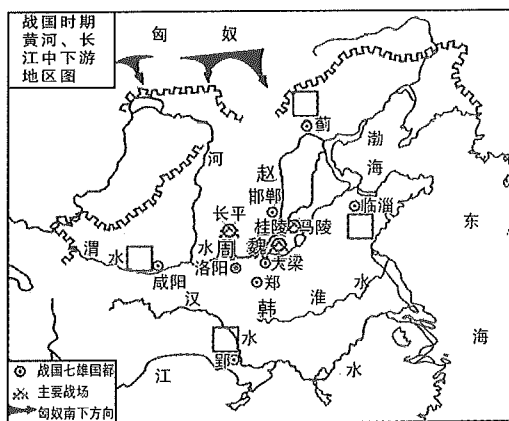 战国时期
黄河、长
江中下游
地区图
匈 奴
蓟
渤
海
河
赵
邯郸
临淄
长平
桂陵
马陵
东
渭
水
水
周
魏
咸阳
洛阳
大梁
水
郑
汉
韩
淮
水
郢
海
江
水
战国七雄国都
主要战场
匈奴南下方向